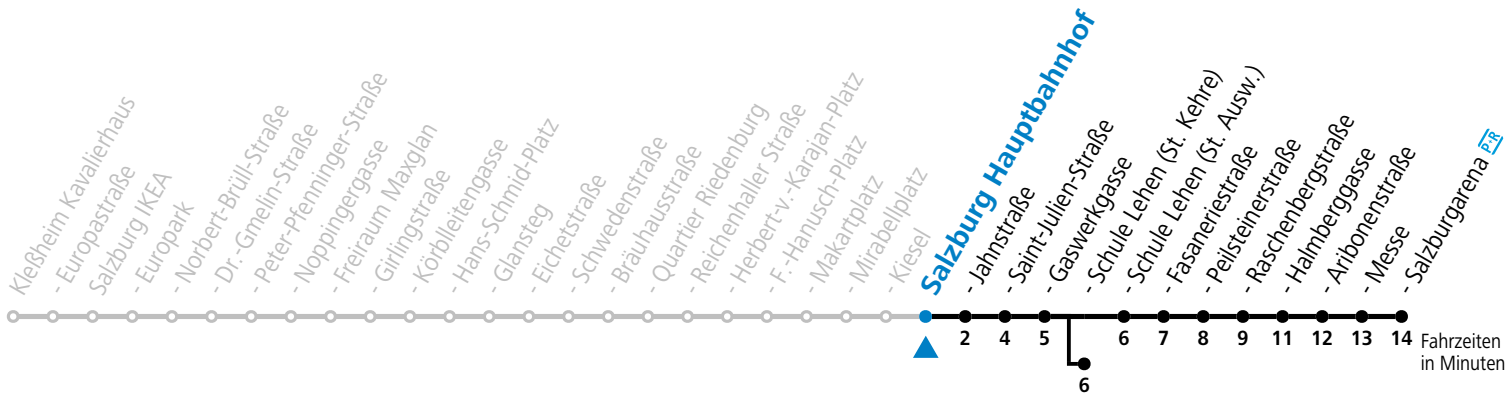 Kleßheim Kavalierhaus
- Europastraße
Salzburg IKEA
- Europark
- Norbert-Brüll-Straße
- Dr.-Gmelin-Straße
- Peter-Pfenninger-Straße
- Noppingergasse
- Freiraum Maxglan
- Girlingstraße
- Körblleitengasse
- Hans-Schmid-Platz
- Glansteg
- Eichetstraße
- Schwedenstraße
- Bräuhausstraße
- Quartier Riedenburg
- Reichenhaller Straße
- Herbert-v.-Karajan-Platz
- F.-Hanusch-Platz
- Makartplatz
- Mirabellplatz
- Kiesel
Salzburg Hauptbahnhof
- Jahnstraße
- Saint-Julien-Straße
- Gaswerkgasse
- Schule Lehen (St. Kehre)
- Schule Lehen (St. Ausw.)
- Fasaneriestraße
- Peilsteinerstraße
- Raschenbergstraße
- Halmberggasse
- Aribonenstraße
- Messe
- Salzburgarena P+R
2 4 5 6 7 8 9 11 12 13 14 Fahrzeiten
in Minuten
6